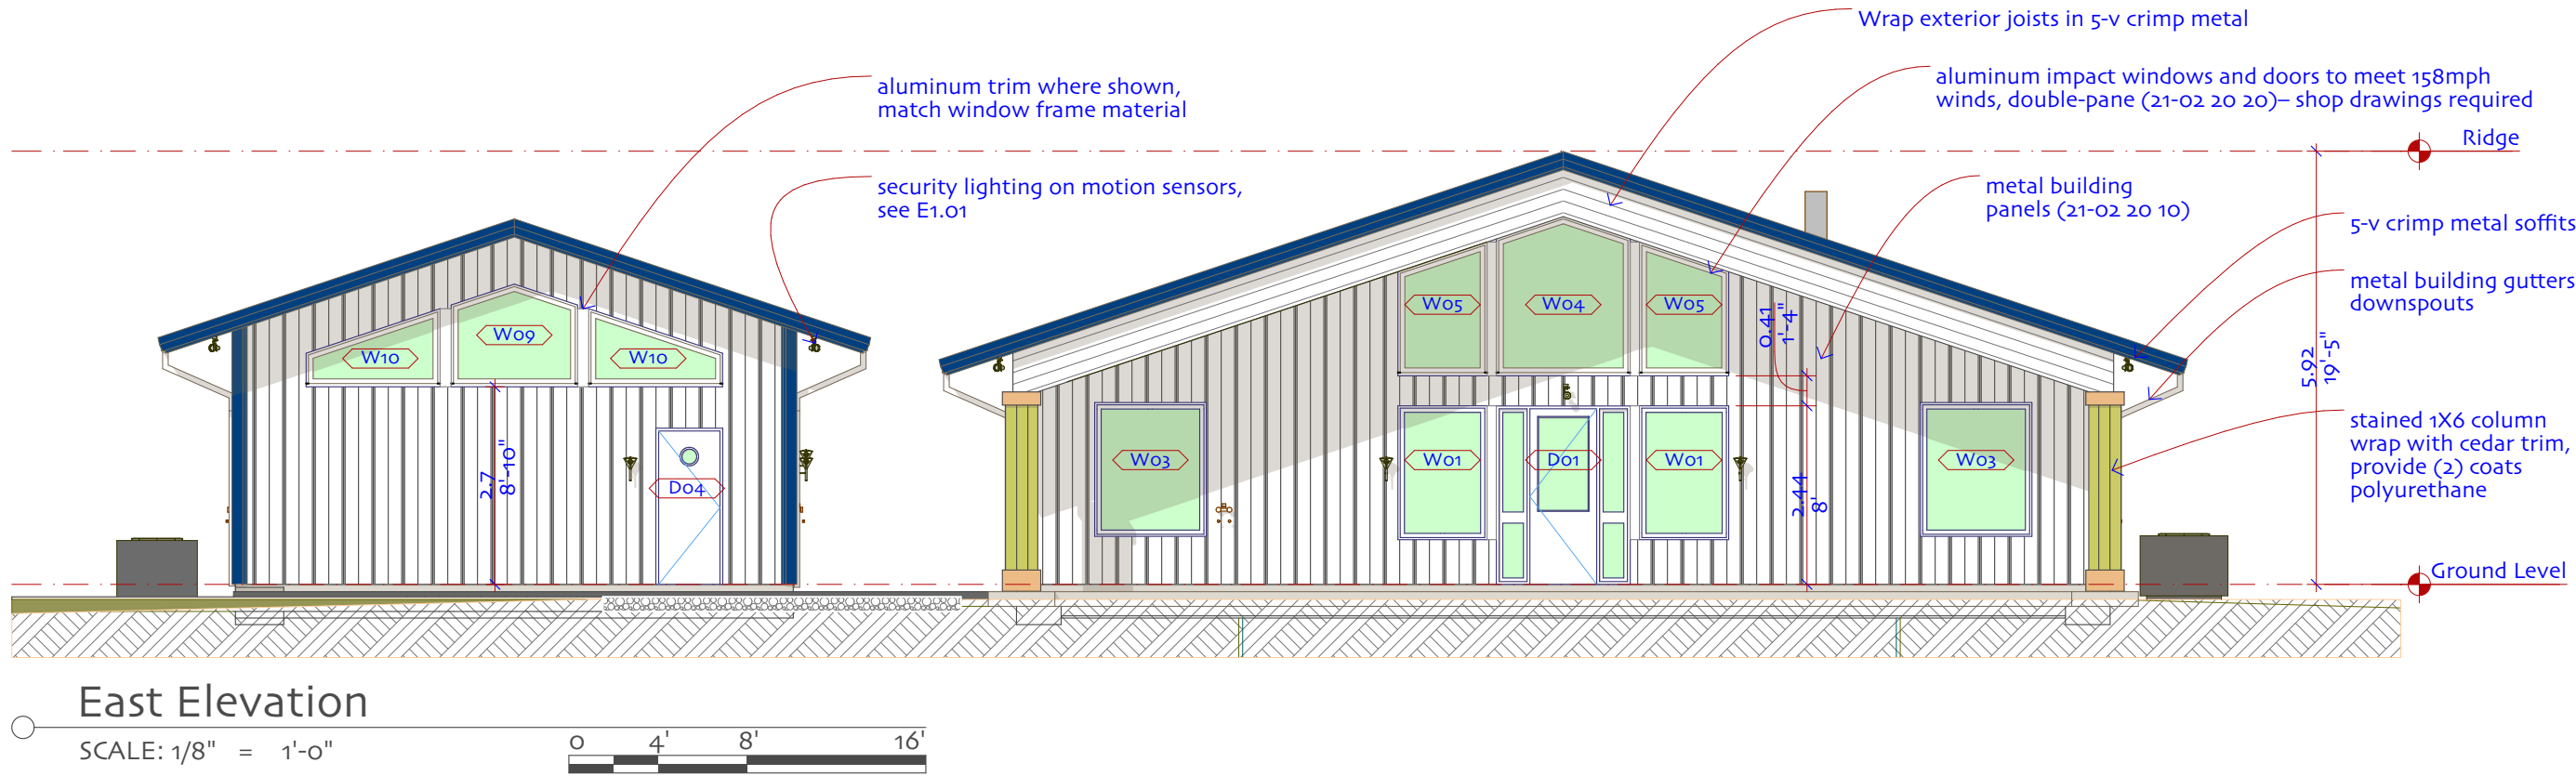 Wrap exterior joists in 5-v crimp metal
aluminum impact windows and doors to meet 158mph
winds, double-pane (21-02 20 20)– shop drawings required
aluminum trim where shown,
match window frame material
Ridge
security lighting on motion sensors,
see E1.01
metal building
panels (21-02 20 10)
5-v crimp metal soffits
metal building gutters
downspouts
W05
W04
W05
0.41
1'-4"
W09
W10
W10
5.92
19'-5"
stained 1X6 column
wrap with cedar trim,
provide (2) coats
polyurethane
2.7
8'-10"
D04
W03
W01
D01
W01
W03
2.44
8'
Ground Level
East Elevation
SCALE: 1/8" = 1'-0"
0 4' 8' 16'